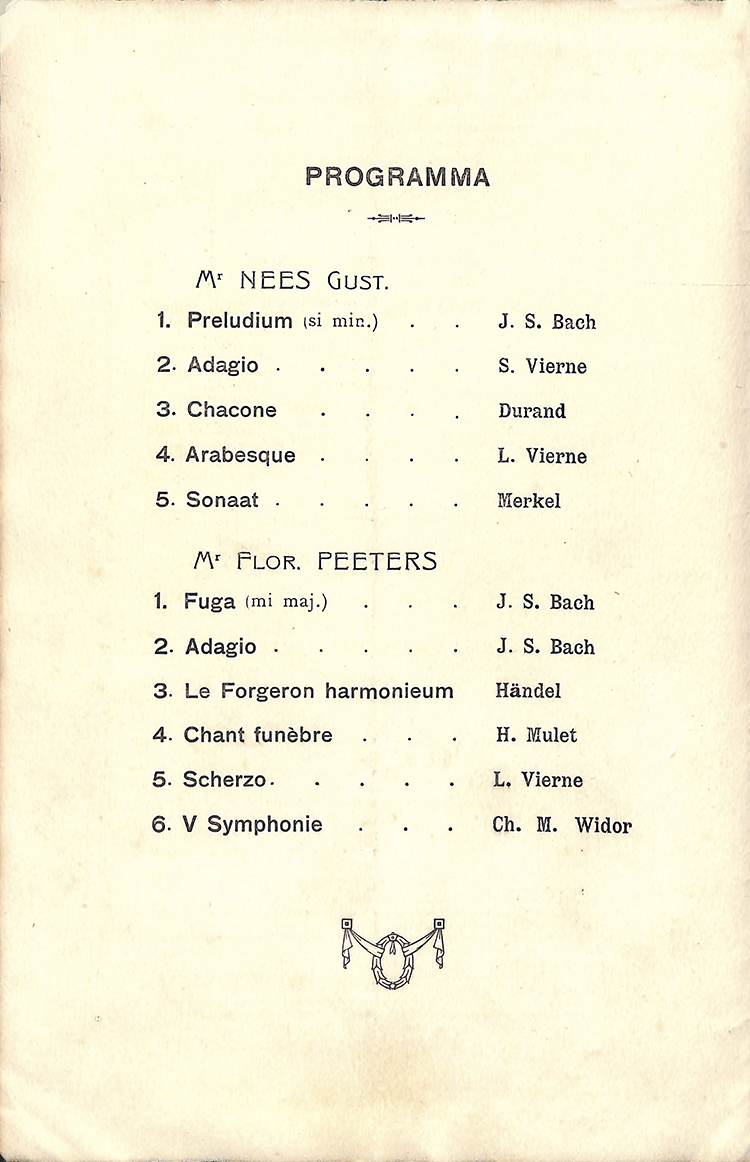 PROGRAMMA
Mr NEES GUST.
1. Preludium (si min.) . . J. S. Bach
2. Adagio . . . . . S. Vierne
3. Chacone . . . . Durand
4. Arabesque . . . . L. Vierne
5. Sonaat . . . . . Merkel
Mr FLOR. PEETERS
1. Fuga (mi maj.) . . . J. S. Bach
2. Adagio . . . . . J. S. Bach
3. Le Forgeron harmonieum Händel
4. Chant funèbre . . . H. Mulet
5. Scherzo . . . . . L. Vierne
6. V Symphonie . . . Ch. M. Widor